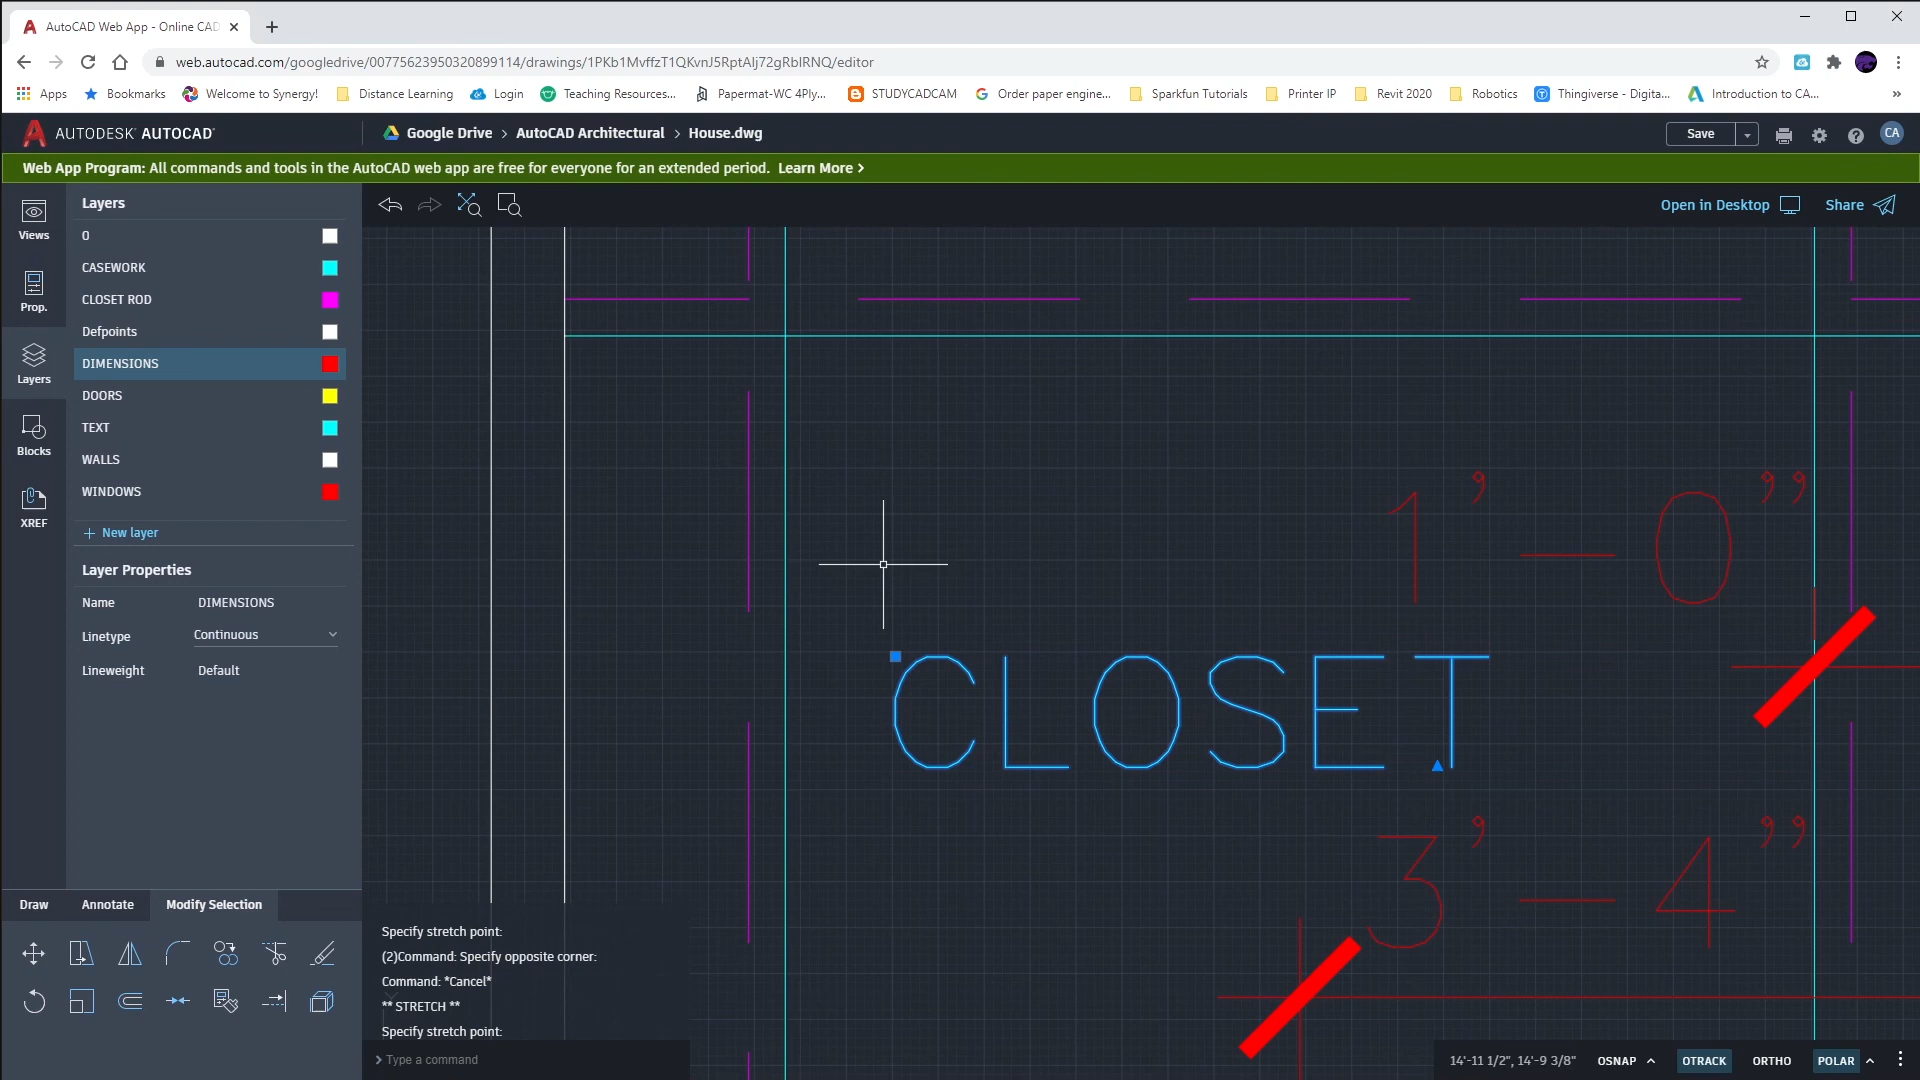 AutoCAD Web App - Online CAD
web.autocad.com/googledrive/00775623950320899114/drawings/1PKb1MvffzT1QKvnJ5RptAlj72gRblRNQ/editor
Apps Bookmarks Welcome to Synergy! Distance Learning Login Teaching Resources... Papermat-WC 4Ply... STUDYCADCAM Order paper engine... Sparkfun Tutorials Printer IP Revit 2020 Robotics Thingiverse - Digita... Introduction to CA... »
AUTODESK® AUTOCAD® Google Drive > AutoCAD Architectural > House.dwg Save CA
Web App Program: All commands and tools in the AutoCAD web app are free for everyone for an extended period. Learn More >
Views
Prop.
Layers
Blocks
XREF
Layers
0
CASEWORK
CLOSET ROD
Defpoints
DIMENSIONS
DOORS
TEXT
WALLS
WINDOWS
+ New layer
Layer Properties
Name DIMENSIONS
Linetype Continuous
Lineweight Default
Open in Desktop Share
1'—0"
CLOSET
3'—4"
Draw Annotate Modify Selection
Specify stretch point:
(2)Command: Specify opposite corner:
Command: *Cancel*
** STRETCH **
Specify stretch point:
> Type a command
14'-11 1/2", 14'-9 3/8" OSNAP OTRACK ORTHO POLAR